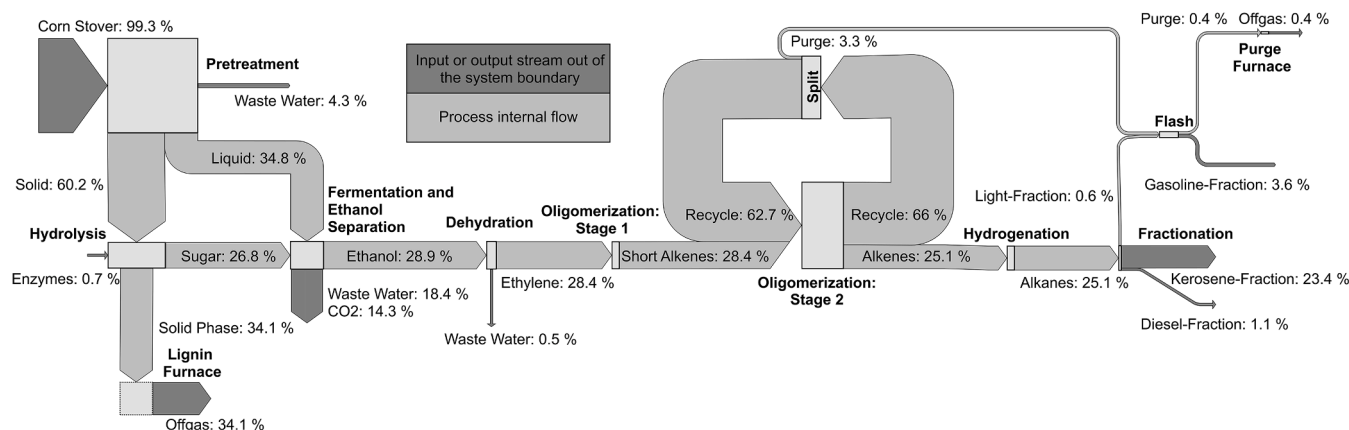 Corn Stover: 99.3 %
Pretreatment
Waste Water: 4.3 %
Liquid: 34.8 %
Solid: 60.2 %
Input or output stream out of
the system boundary
Process internal flow
Purge: 3.3 %
Split
Purge: 0.4 %
Offgas: 0.4 %
Purge
Furnace
Flash
Gasoline-Fraction: 3.6 %
Light-Fraction: 0.6 %
Hydrolysis
Enzymes: 0.7 %
Sugar: 26.8 %
Fermentation and
Ethanol
Separation
Ethanol: 28.9 %
Waste Water: 18.4 %
CO2: 14.3 %
Dehydration
Waste Water: 0.5 %
Ethylene: 28.4 %
Oligomerization:
Stage 1
Short Alkenes: 28.4 %
Recycle: 62.7 %
Recycle: 66 %
Oligomerization:
Stage 2
Alkenes: 25.1 %
Hydrogenation
Alkanes: 25.1 %
Fractionation
Kerosene-Fraction: 23.4 %
Diesel-Fraction: 1.1 %
Solid Phase: 34.1 %
Lignin
Furnace
Offgas: 34.1 %